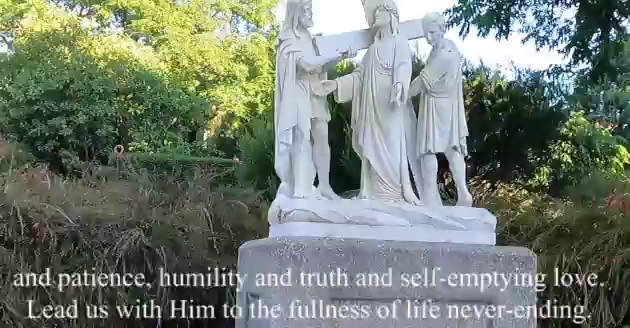 and patience, humility and truth and self-emptying love.
Lead us with Him to the fullness of life never-ending.